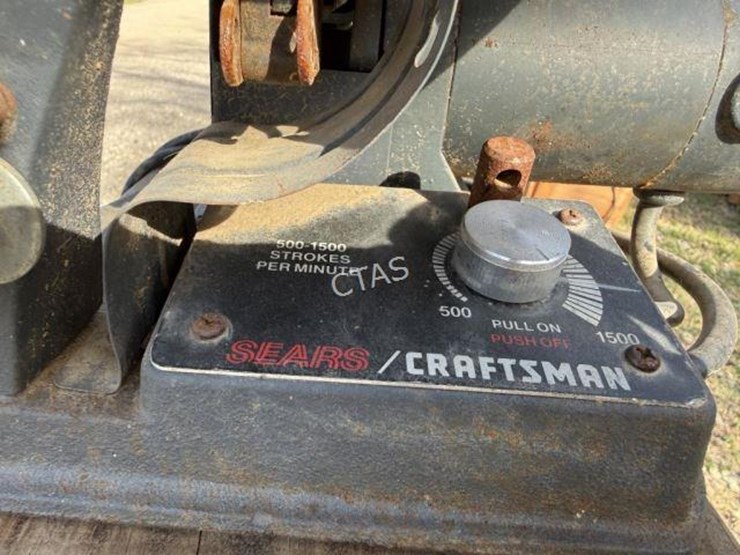 500-1500
STROKES
PER MINUTE
CTAS
500
PULL ON
1500
PUSH OFF
SEARS / CRAFTSMAN